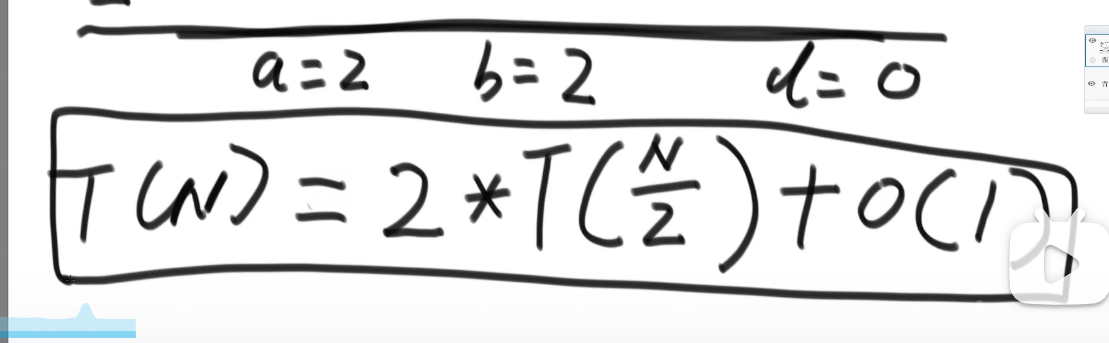 a=2 b=2 d=0
T(N) = 2*T(N/2)+O(1)